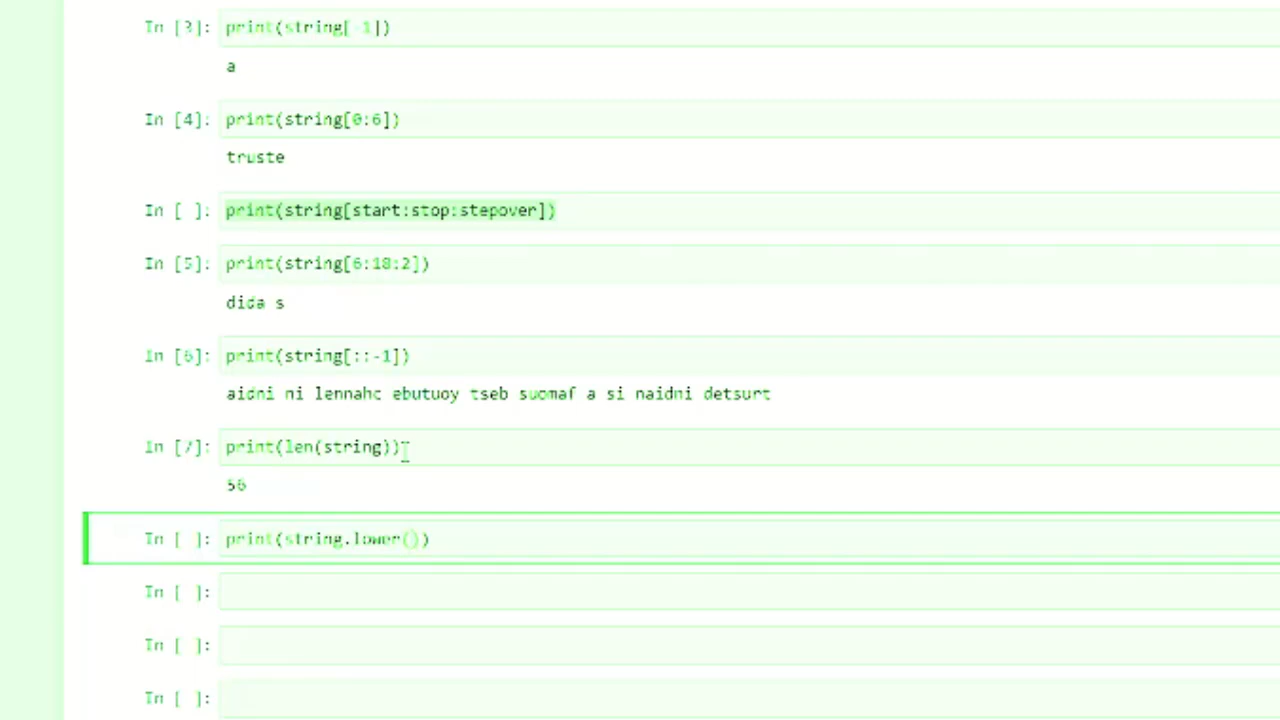 In [3]: print(string[-1])
a
In [4]: print(string[0:6])
truste
In [ ]: print(string[start:stop:stepover])
In [5]: print(string[6:18:2])
dida s
In [6]: print(string[::-1])
aidni ni lennahc ebutuoy tseb suomaf a si naidni detsurt
In [7]: print(len(string))
56
In [ ]: print(string.lower())
In [ ]:
In [ ]:
In [ ]: